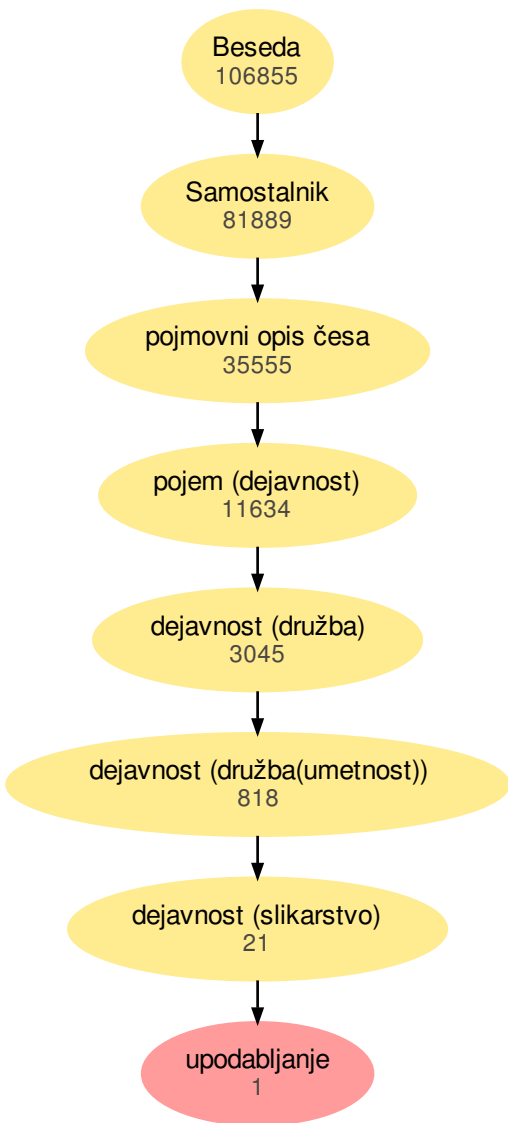 Beseda
106855
Samostalnik
81889
pojmovni opis česa
35555
pojem (dejavnost)
11634
dejavnost (družba)
3045
dejavnost (družba(umetnost))
818
dejavnost (slikarstvo)
21
upodabljanje
1